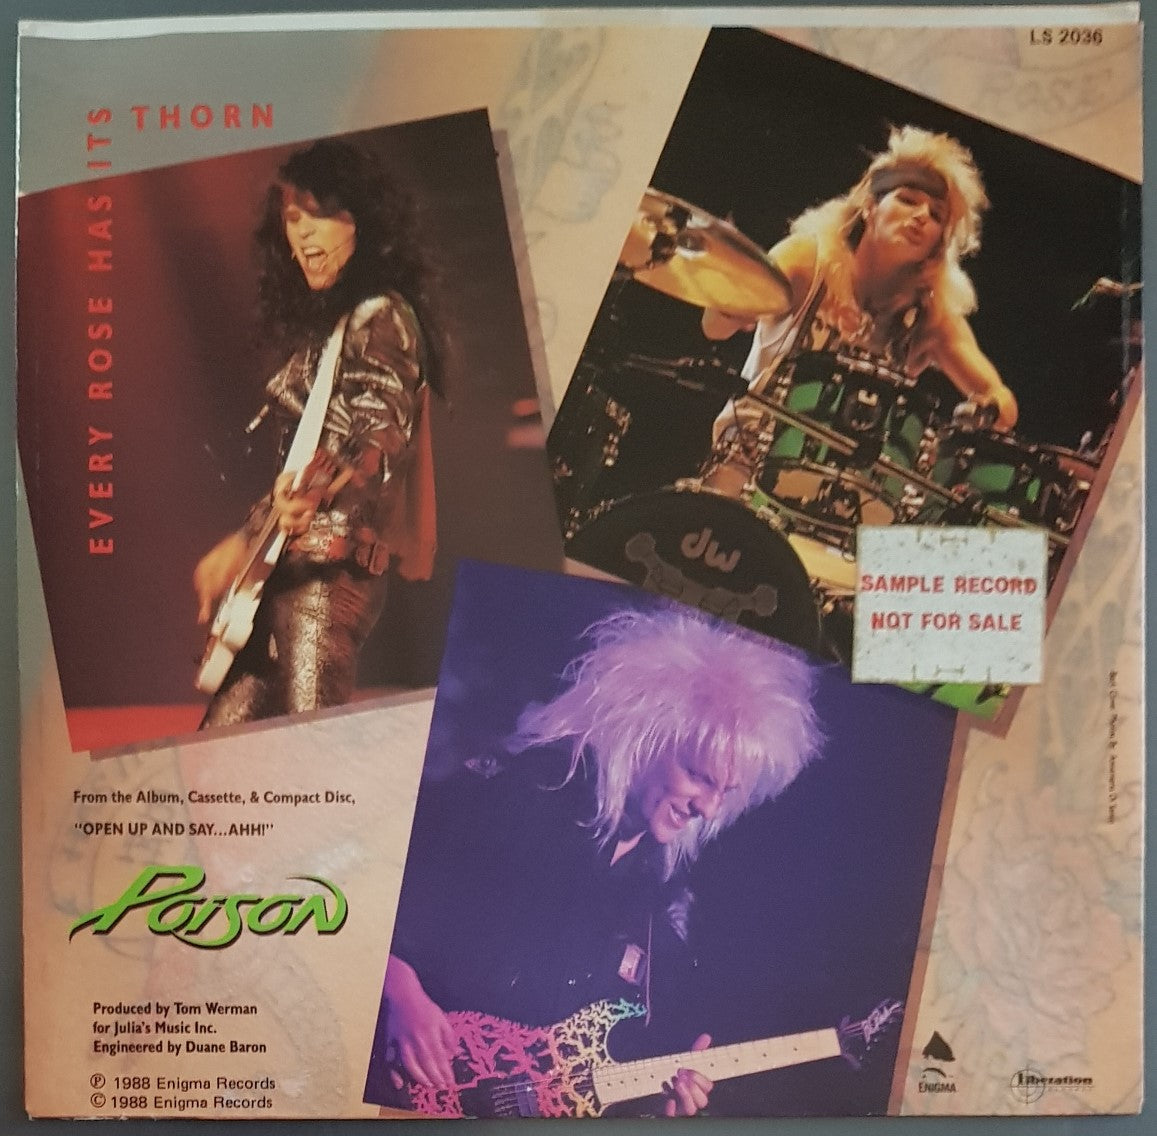 LS 2036
EVERY ROSE HAS ITS
THORN
dw
SAMPLE RECORD
NOT FOR SALE
From the Album, Cassette, & Compact Disc,
"OPEN UP AND SAY...AHH!"
POISON
Produced by Tom Werman
for Julia's Music Inc.
Engineered by Duane Baron
℗ 1988 Enigma Records
© 1988 Enigma Records
ENIGMA
Liberation